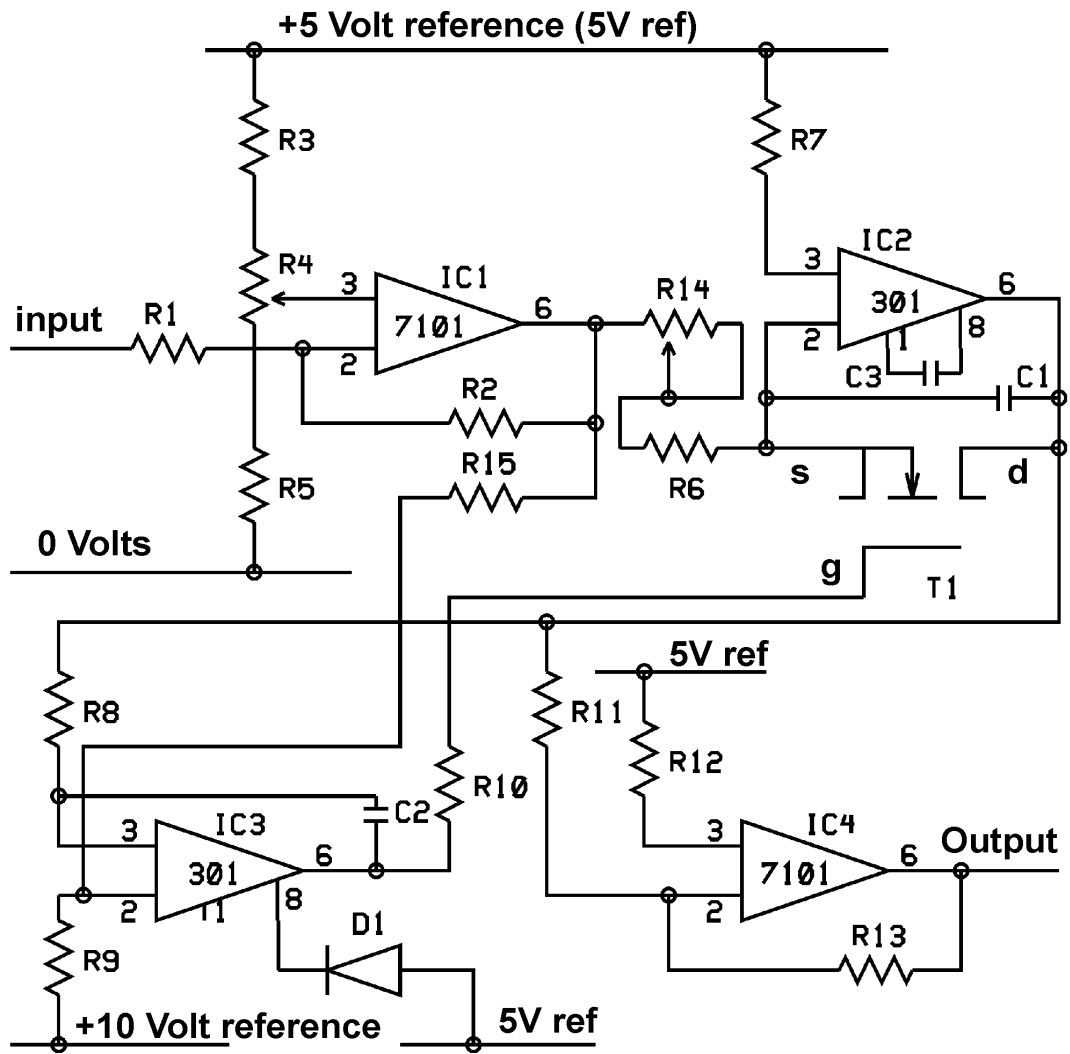 +5 Volt reference (5V ref)
R3
R7
R4
IC1
IC2
3
7101
6
2
R14
3
301
6
2
1
8
input
R1
C3
C1
R2
R15
R6
s
d
R5
0 Volts
g
T1
5V ref
R8
R11
R12
R10
C2
IC3
3
301
6
2
1
8
IC4
3
7101
6
2
Output
D1
R13
R9
+10 Volt reference
5V ref